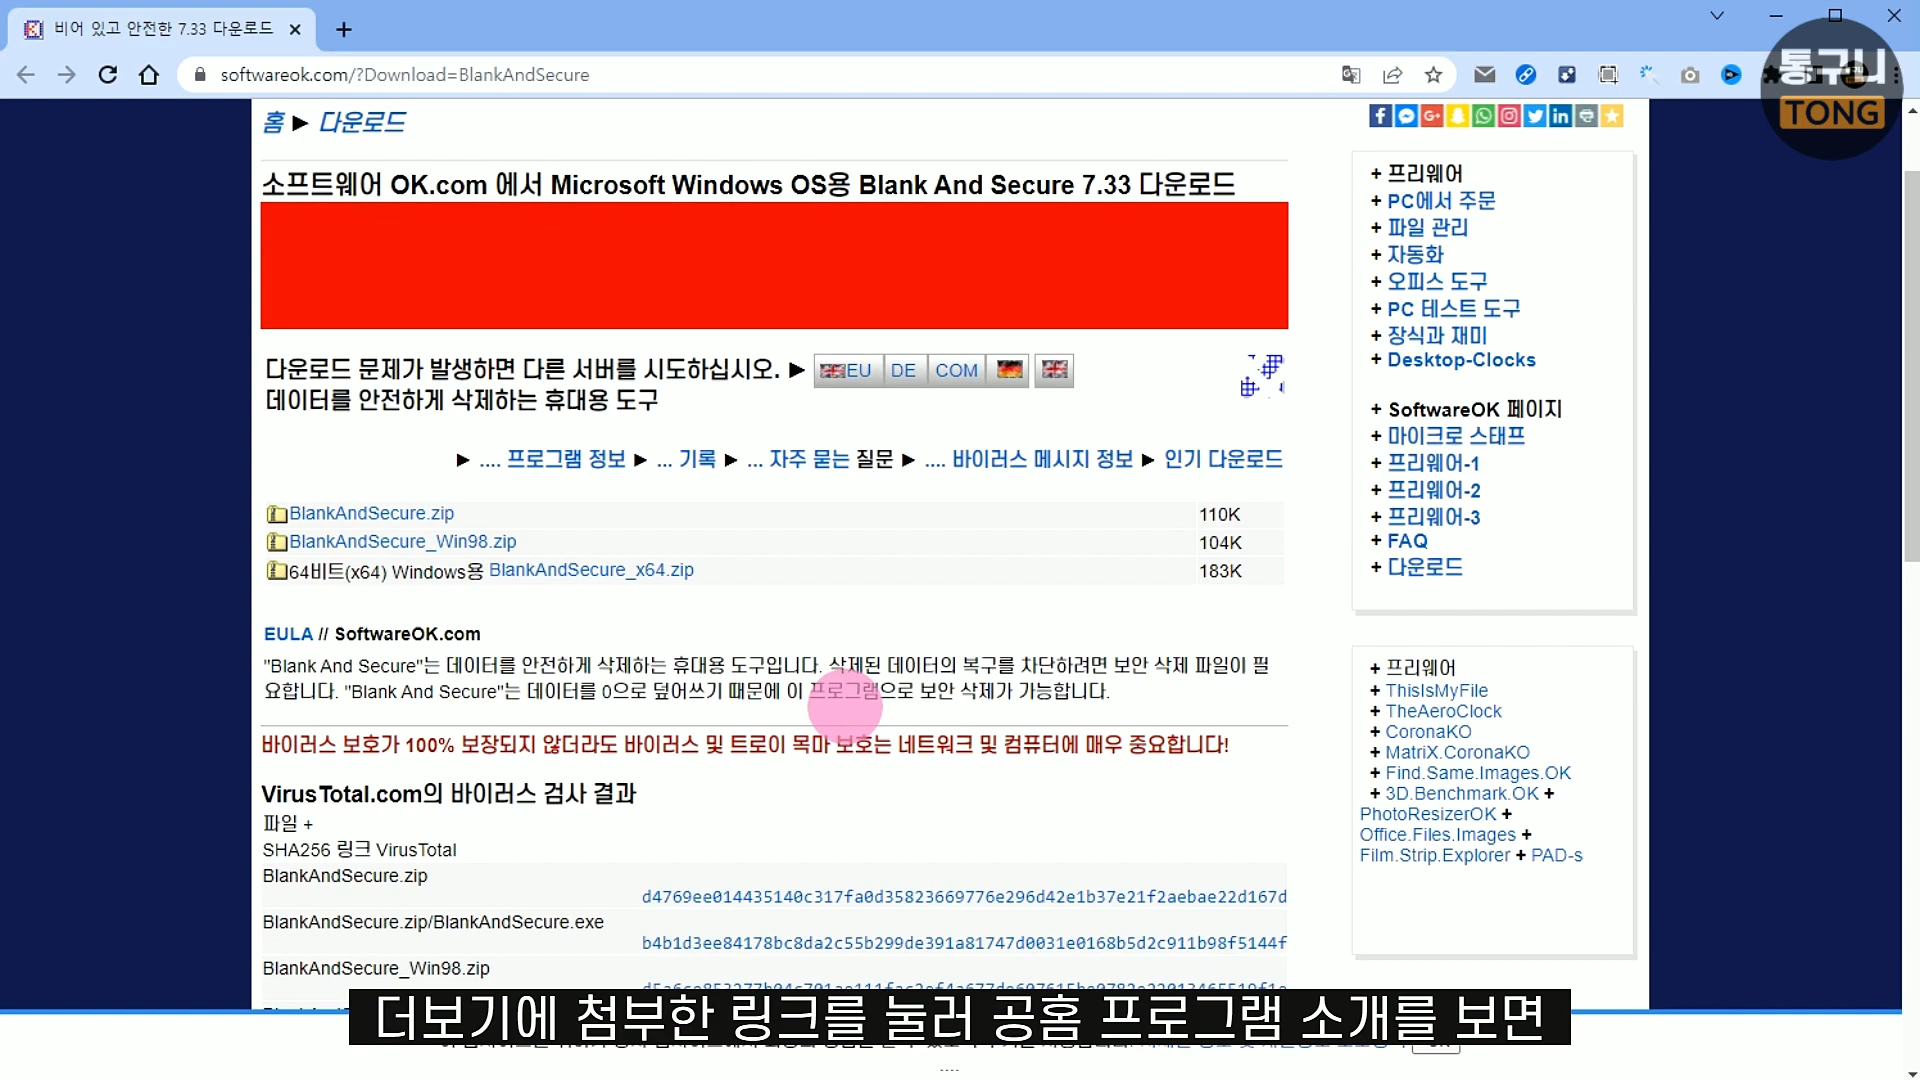 비어 있고 안전한 7.33 다운로드
softwareok.com/?Download=BlankAndSecure
통구니
TONG
홈 ▶ 다운로드
소프트웨어 OK.com 에서 Microsoft Windows OS용 Blank And Secure 7.33 다운로드
다운로드 문제가 발생하면 다른 서버를 시도하십시오. ▶ EU DE COM
데이터를 안전하게 삭제하는 휴대용 도구
▶ .... 프로그램 정보 ▶ ... 기록 ▶ ... 자주 묻는 질문 ▶ .... 바이러스 메시지 정보 ▶ 인기 다운로드
BlankAndSecure.zip 110K
BlankAndSecure_Win98.zip 104K
64비트(x64) Windows용 BlankAndSecure_x64.zip 183K
EULA // SoftwareOK.com
"Blank And Secure"는 데이터를 안전하게 삭제하는 휴대용 도구입니다. 삭제된 데이터의 복구를 차단하려면 보안 삭제 파일이 필
요합니다. "Blank And Secure"는 데이터를 0으로 덮어쓰기 때문에 이 프로그램으로 보안 삭제가 가능합니다.
바이러스 보호가 100% 보장되지 않더라도 바이러스 및 트로이 목마 보호는 네트워크 및 컴퓨터에 매우 중요합니다!
VirusTotal.com의 바이러스 검사 결과
파일 +
SHA256 링크 VirusTotal
BlankAndSecure.zip
d4769ee014435140c317fa0d35823669776e296d42e1b37e21f2aebae22d167d
BlankAndSecure.zip/BlankAndSecure.exe
b4b1d3ee84178bc8da2c55b299de391a81747d0031e0168b5d2c911b98f5144f
BlankAndSecure_Win98.zip
+ 프리웨어
+ PC에서 주문
+ 파일 관리
+ 자동화
+ 오피스 도구
+ PC 테스트 도구
+ 장식과 재미
+ Desktop-Clocks
+ SoftwareOK 페이지
+ 마이크로 스태프
+ 프리웨어-1
+ 프리웨어-2
+ 프리웨어-3
+ FAQ
+ 다운로드
+ 프리웨어
+ ThisIsMyFile
+ TheAeroClock
+ CoronaKO
+ MatriX.CoronaKO
+ Find.Same.Images.OK
+ 3D.Benchmark.OK +
PhotoResizerOK +
Office.Files.Images +
Film.Strip.Explorer + PAD-s
더보기에 첨부한 링크를 눌러 공홈 프로그램 소개를 보면